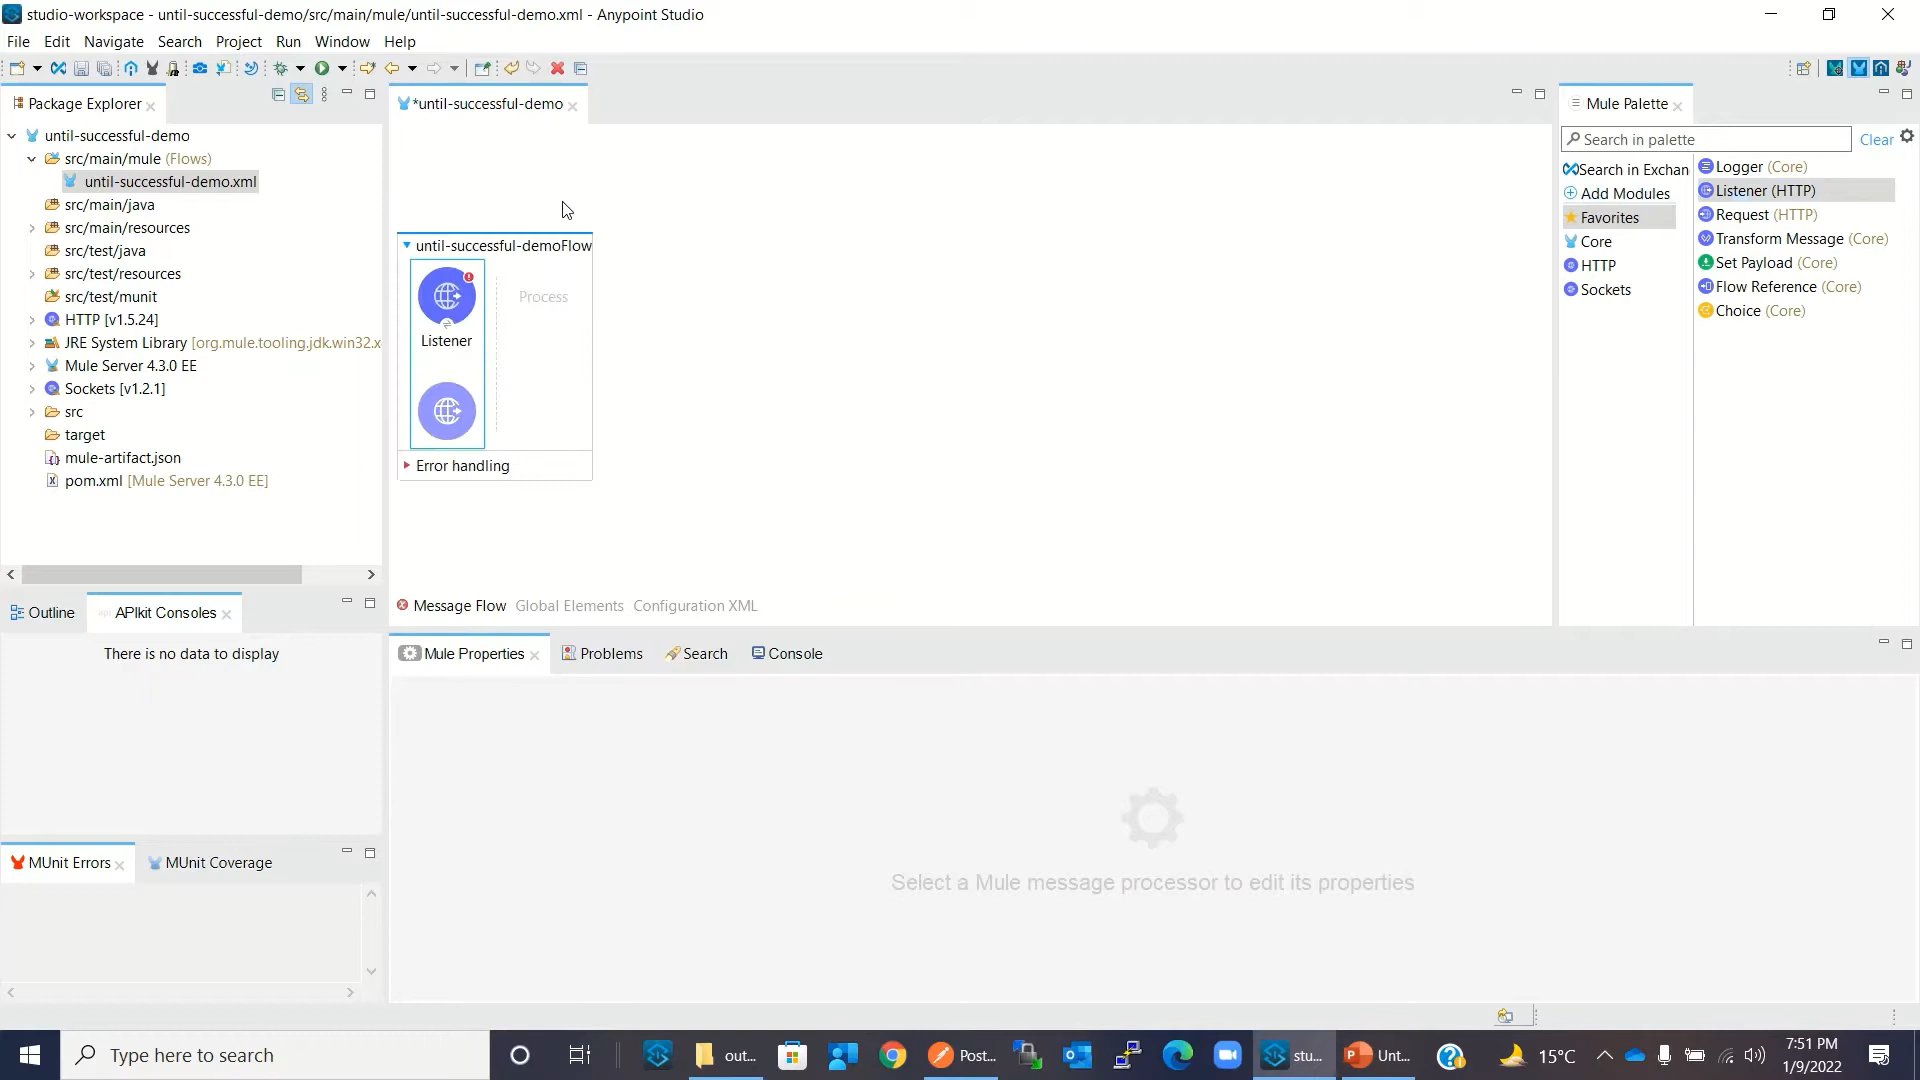 studio-workspace - until-successful-demo/src/main/mule/until-successful-demo.xml - Anypoint Studio
File Edit Navigate Search Project Run Window Help
Package Explorer
until-successful-demo
src/main/mule (Flows)
until-successful-demo.xml
src/main/java
src/main/resources
src/test/java
src/test/resources
src/test/munit
HTTP [v1.5.24]
JRE System Library [org.mule.tooling.jdk.win32.x
Mule Server 4.3.0 EE
Sockets [v1.2.1]
src
target
mule-artifact.json
pom.xml [Mule Server 4.3.0 EE]
Outline APIkit Consoles
There is no data to display
MUnit Errors MUnit Coverage
*until-successful-demo
until-successful-demoFlow
Listener
Process
Error handling
Message Flow Global Elements Configuration XML
Mule Properties Problems Search Console
Select a Mule message processor to edit its properties
Mule Palette
Search in palette Clear
Search in Exchan
Add Modules
Favorites
Core
HTTP
Sockets
Logger (Core)
Listener (HTTP)
Request (HTTP)
Transform Message (Core)
Set Payload (Core)
Flow Reference (Core)
Choice (Core)
Type here to search
out...
Post...
stu...
Unt...
15°C
7:51 PM
1/9/2022